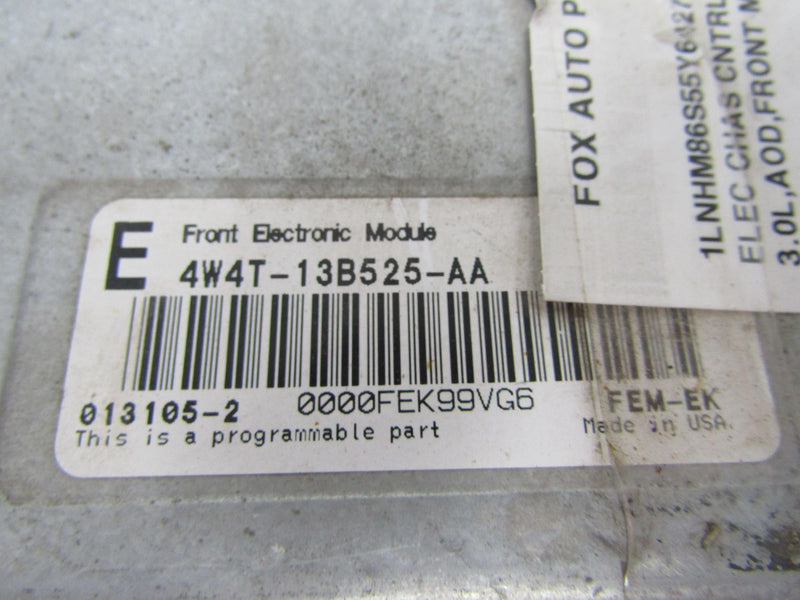 E
Front Electronic Module
4W4T-13B525-AA
013105-2
0000FEK99VG6
FEM-EK
This is a programmable part
Made in USA.
FOX AUTO P
1LNHM86S55Y6427
ELEC CHAS CNTRL
3.0L,AOD,FRONT M